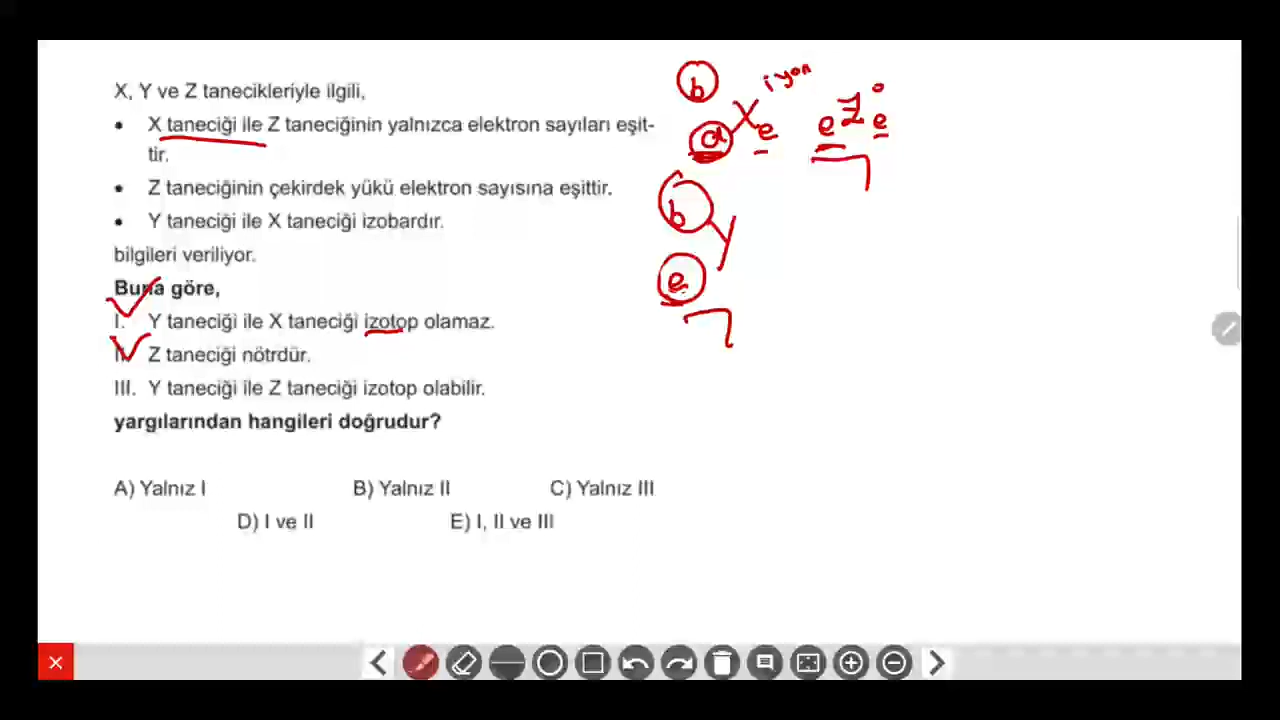 X, Y ve Z tanecikleriyle ilgili,
• X taneciği ile Z taneciğinin yalnızca elektron sayıları eşit-
tir.
• Z taneciğinin çekirdek yükü elektron sayısına eşittir.
• Y taneciği ile X taneciği izobardır.
bilgileri veriliyor.
Buna göre,
I. Y taneciği ile X taneciği izotop olamaz.
II. Z taneciği nötrdür.
III. Y taneciği ile Z taneciği izotop olabilir.
yargılarından hangileri doğrudur?
A) Yalnız I B) Yalnız II C) Yalnız III
D) I ve II E) I, II ve III
b iyon
a X e
e Z o e
b Y
e